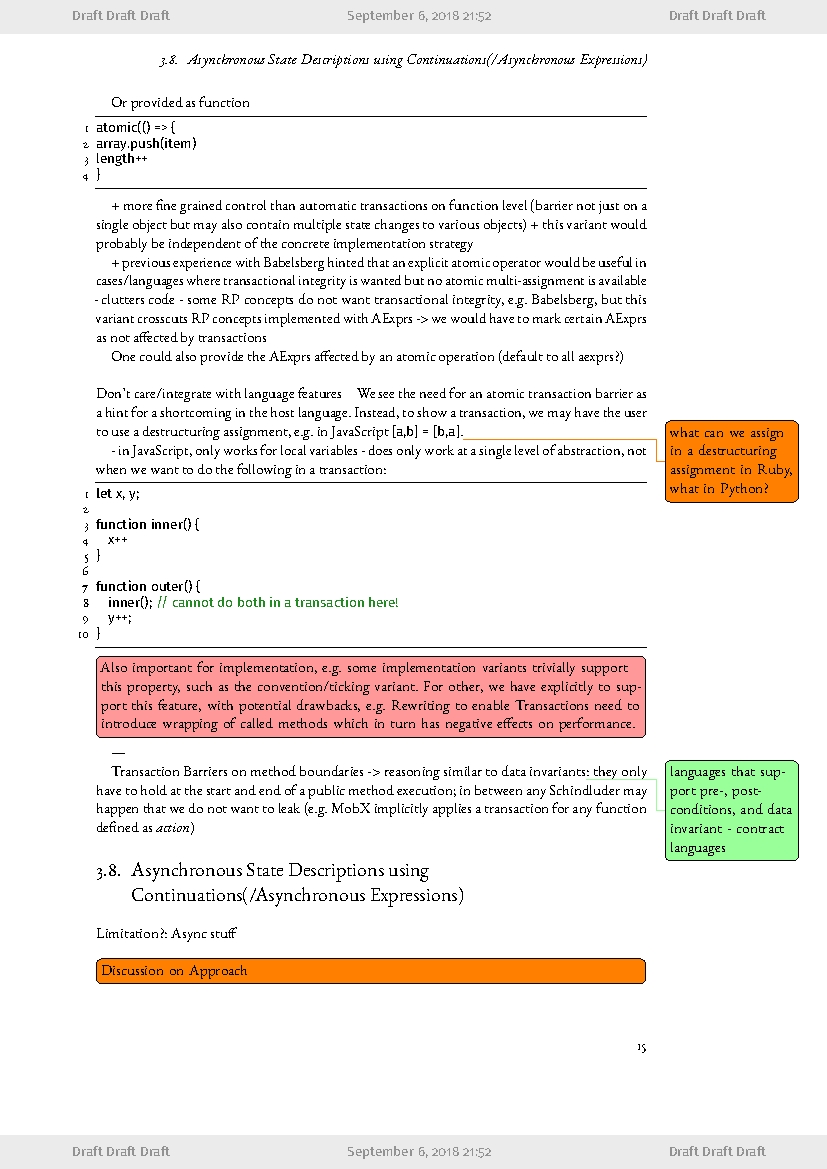 Draft Draft Draft September 6, 2018 21:52 Draft Draft Draft
3.8. Asynchronous State Descriptions using Continuations(/Asynchronous Expressions)
Or provided as function
1 atomic(() => {
2 array.push(item)
3 length++
4 }
+ more fine grained control than automatic transactions on function level (barrier not just on a
single object but may also contain multiple state changes to various objects) + this variant would
probably be independent of the concrete implementation strategy
+ previous experience with Babelsberg hinted that an explicit atomic operator would be useful in
cases/languages where transactional integrity is wanted but no atomic multi-assignment is available
- clutters code - some RP concepts do not want transactional integrity, e.g. Babelsberg, but this
variant crosscuts RP concepts implemented with AExprs -> we would have to mark certain AExprs
as not affected by transactions
One could also provide the AExprs affected by an atomic operation (default to all aexprs?)
Don't care/integrate with language features We see the need for an atomic transaction barrier as
a hint for a shortcoming in the host language. Instead, to show a transaction, we may have the user
to use a destructuring assignment, e.g. in JavaScript [a,b] = [b,a].
- in JavaScript, only works for local variables - does only work at a single level of abstraction, not
when we want to do the following in a transaction:
what can we assign
in a destructuring
assignment in Ruby,
what in Python?
1 let x, y;
2
3 function inner() {
4 x++
5 }
6
7 function outer() {
8 inner(); // cannot do both in a transaction here!
9 y++;
10 }
Also important for implementation, e.g. some implementation variants trivially support
this property, such as the convention/ticking variant. For other, we have explicitly to sup-
port this feature, with potential drawbacks, e.g. Rewriting to enable Transactions need to
introduce wrapping of called methods which in turn has negative effects on performance.
—
Transaction Barriers on method boundaries -> reasoning similar to data invariants: they only
have to hold at the start and end of a public method execution; in between any Schindluder may
happen that we do not want to leak (e.g. MobX implicitly applies a transaction for any function
defined as action)
languages that sup-
port pre-, post-
conditions, and data
invariant - contract
languages
3.8. Asynchronous State Descriptions using
Continuations(/Asynchronous Expressions)
Limitation?: Async stuff
Discussion on Approach
15
Draft Draft Draft September 6, 2018 21:52 Draft Draft Draft